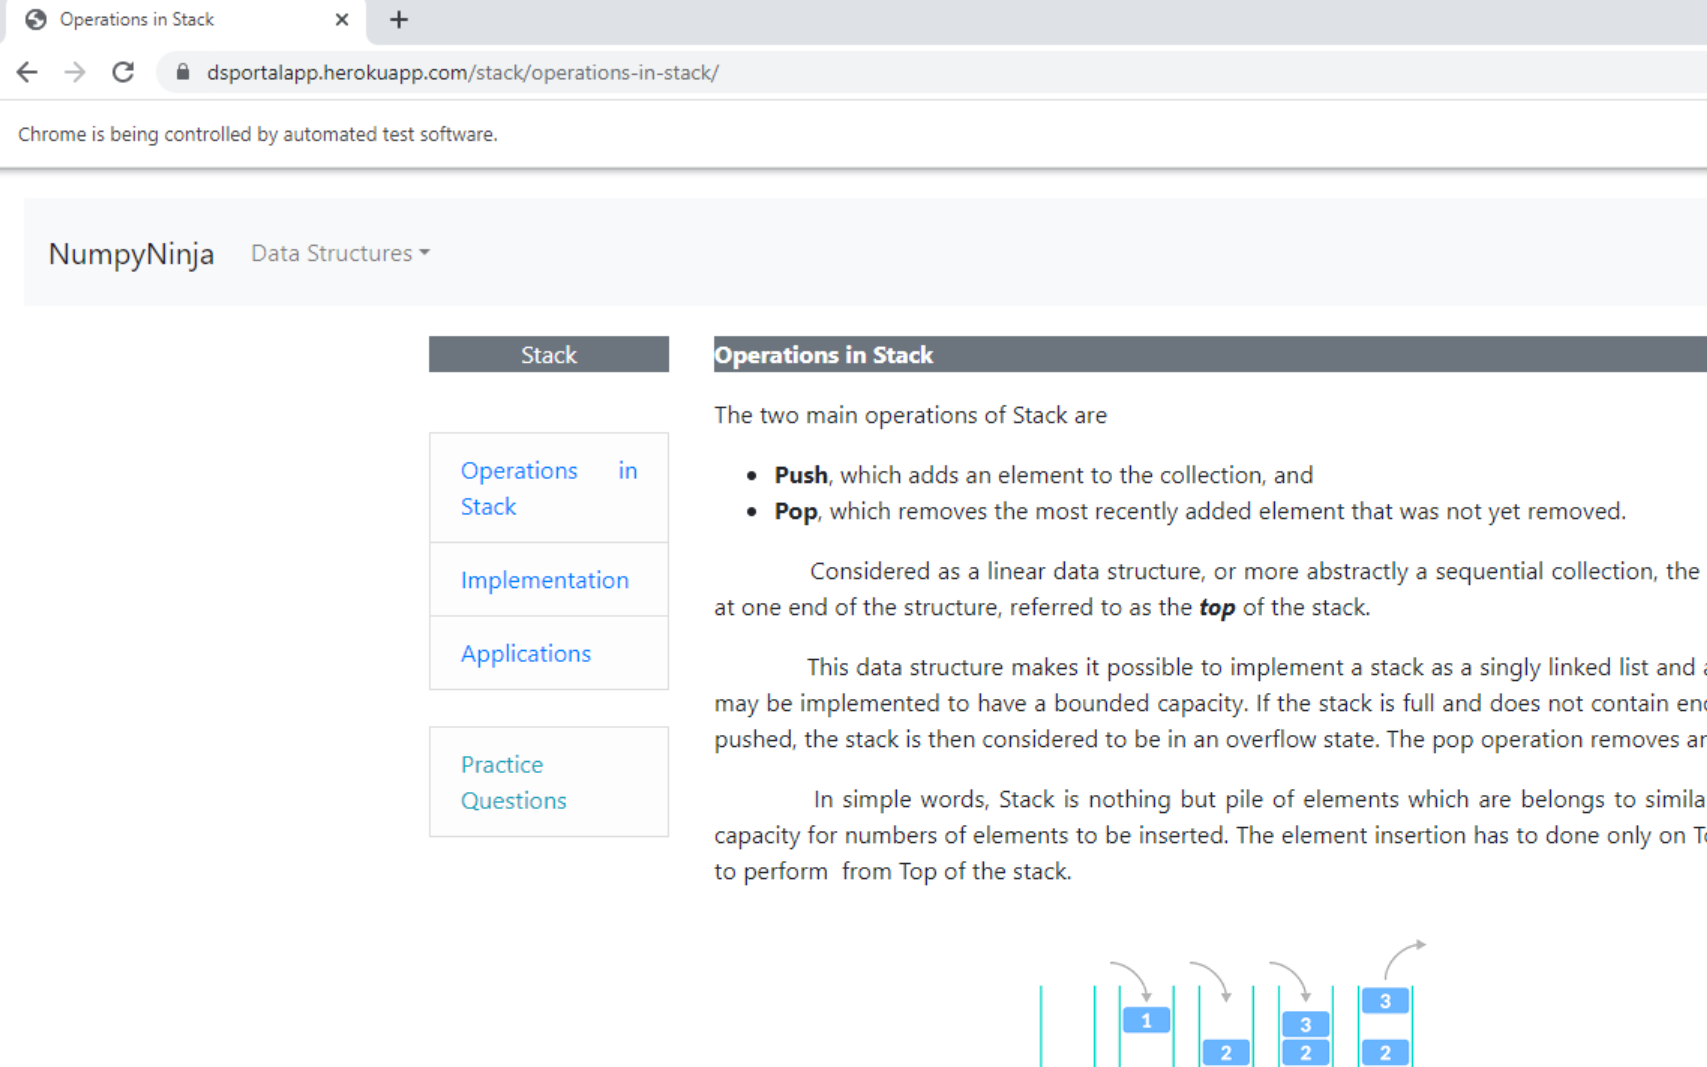 Operations in Stack
dsportalapp.herokuapp.com/stack/operations-in-stack/
Chrome is being controlled by automated test software.
NumpyNinja Data Structures
Stack
Operations in
Stack
Implementation
Applications
Practice
Questions
Operations in Stack
The two main operations of Stack are
• Push, which adds an element to the collection, and
• Pop, which removes the most recently added element that was not yet removed.
Considered as a linear data structure, or more abstractly a sequential collection, the
at one end of the structure, referred to as the top of the stack.
This data structure makes it possible to implement a stack as a singly linked list and
may be implemented to have a bounded capacity. If the stack is full and does not contain
pushed, the stack is then considered to be in an overflow state. The pop operation removes
In simple words, Stack is nothing but pile of elements which are belongs to
capacity for numbers of elements to be inserted. The element insertion has to done only on
to perform from Top of the stack.
1 3 3
2 2 2